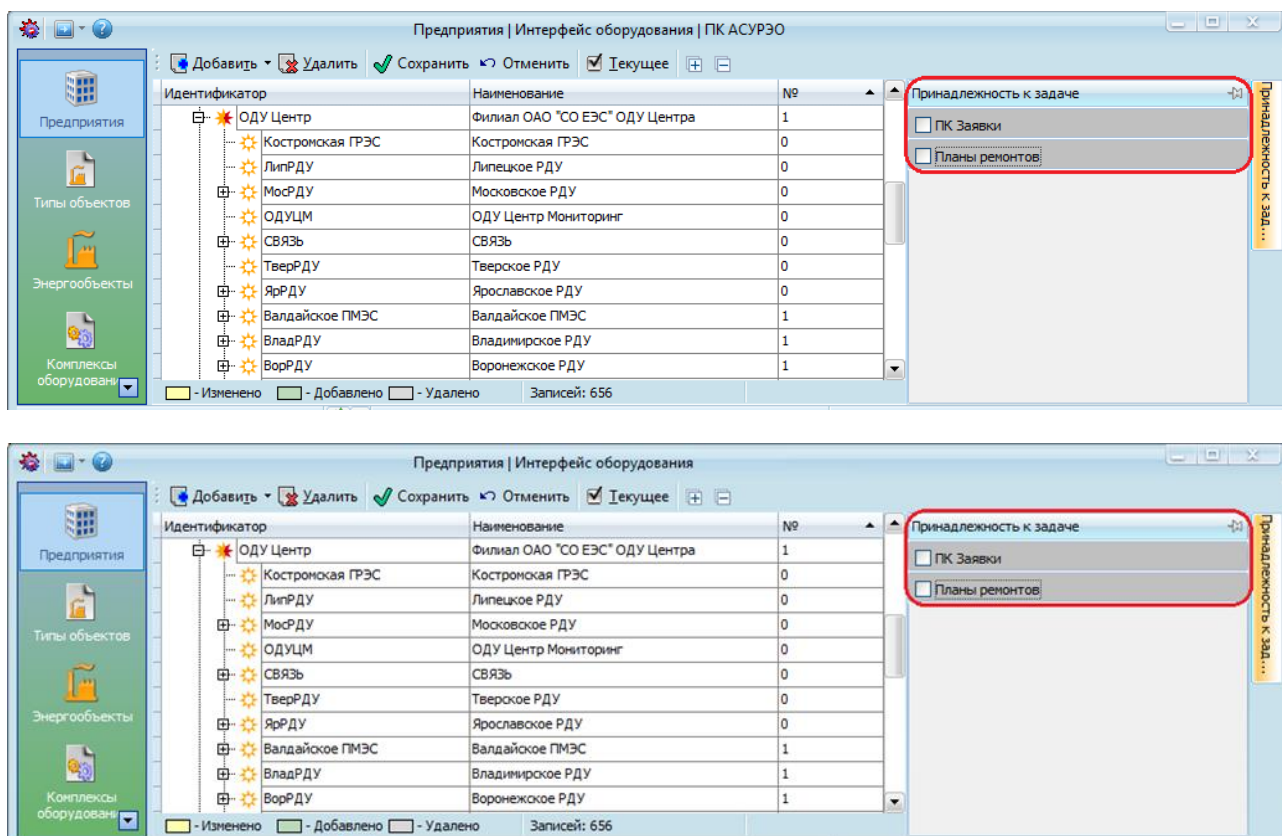 Предприятия | Интерфейс оборудования | ПК АСУРЭО
Добавить Удалить Сохранить Отменить Текущее
Идентификатор Наименование № Принадлежность к задаче
ОДУ Центр Филиал ОАО "СО ЕЭС" ОДУ Центра 1 ПК Заявки
Костромская ГРЭС Костромская ГРЭС 0
ЛипРДУ Липецкое РДУ 0 Планы ремонтов
МосРДУ Московское РДУ 0
ОДУЦМ ОДУ Центр Мониторинг 0
СВЯЗЬ СВЯЗЬ 0
ТверРДУ Тверское РДУ 0
ЯрРДУ Ярославское РДУ 0
Валдайское ПМЭС Валдайское ПМЭС 1
ВладРДУ Владимирское РДУ 1
ВорРДУ Воронежское РДУ 1
- Изменено - Добавлено - Удалено Записей: 656
Предприятия
Типы объектов
Энергообъекты
Комплексы
оборудовани
Принадлежность к зад...
Предприятия | Интерфейс оборудования
Добавить Удалить Сохранить Отменить Текущее
Идентификатор Наименование № Принадлежность к задаче
ОДУ Центр Филиал ОАО "СО ЕЭС" ОДУ Центра 1 ПК Заявки
Костромская ГРЭС Костромская ГРЭС 0
ЛипРДУ Липецкое РДУ 0 Планы ремонтов
МосРДУ Московское РДУ 0
ОДУЦМ ОДУ Центр Мониторинг 0
СВЯЗЬ СВЯЗЬ 0
ТверРДУ Тверское РДУ 0
ЯрРДУ Ярославское РДУ 0
Валдайское ПМЭС Валдайское ПМЭС 1
ВладРДУ Владимирское РДУ 1
ВорРДУ Воронежское РДУ 1
- Изменено - Добавлено - Удалено Записей: 656
Предприятия
Типы объектов
Энергообъекты
Комплексы
оборудовани
Принадлежность к зад...